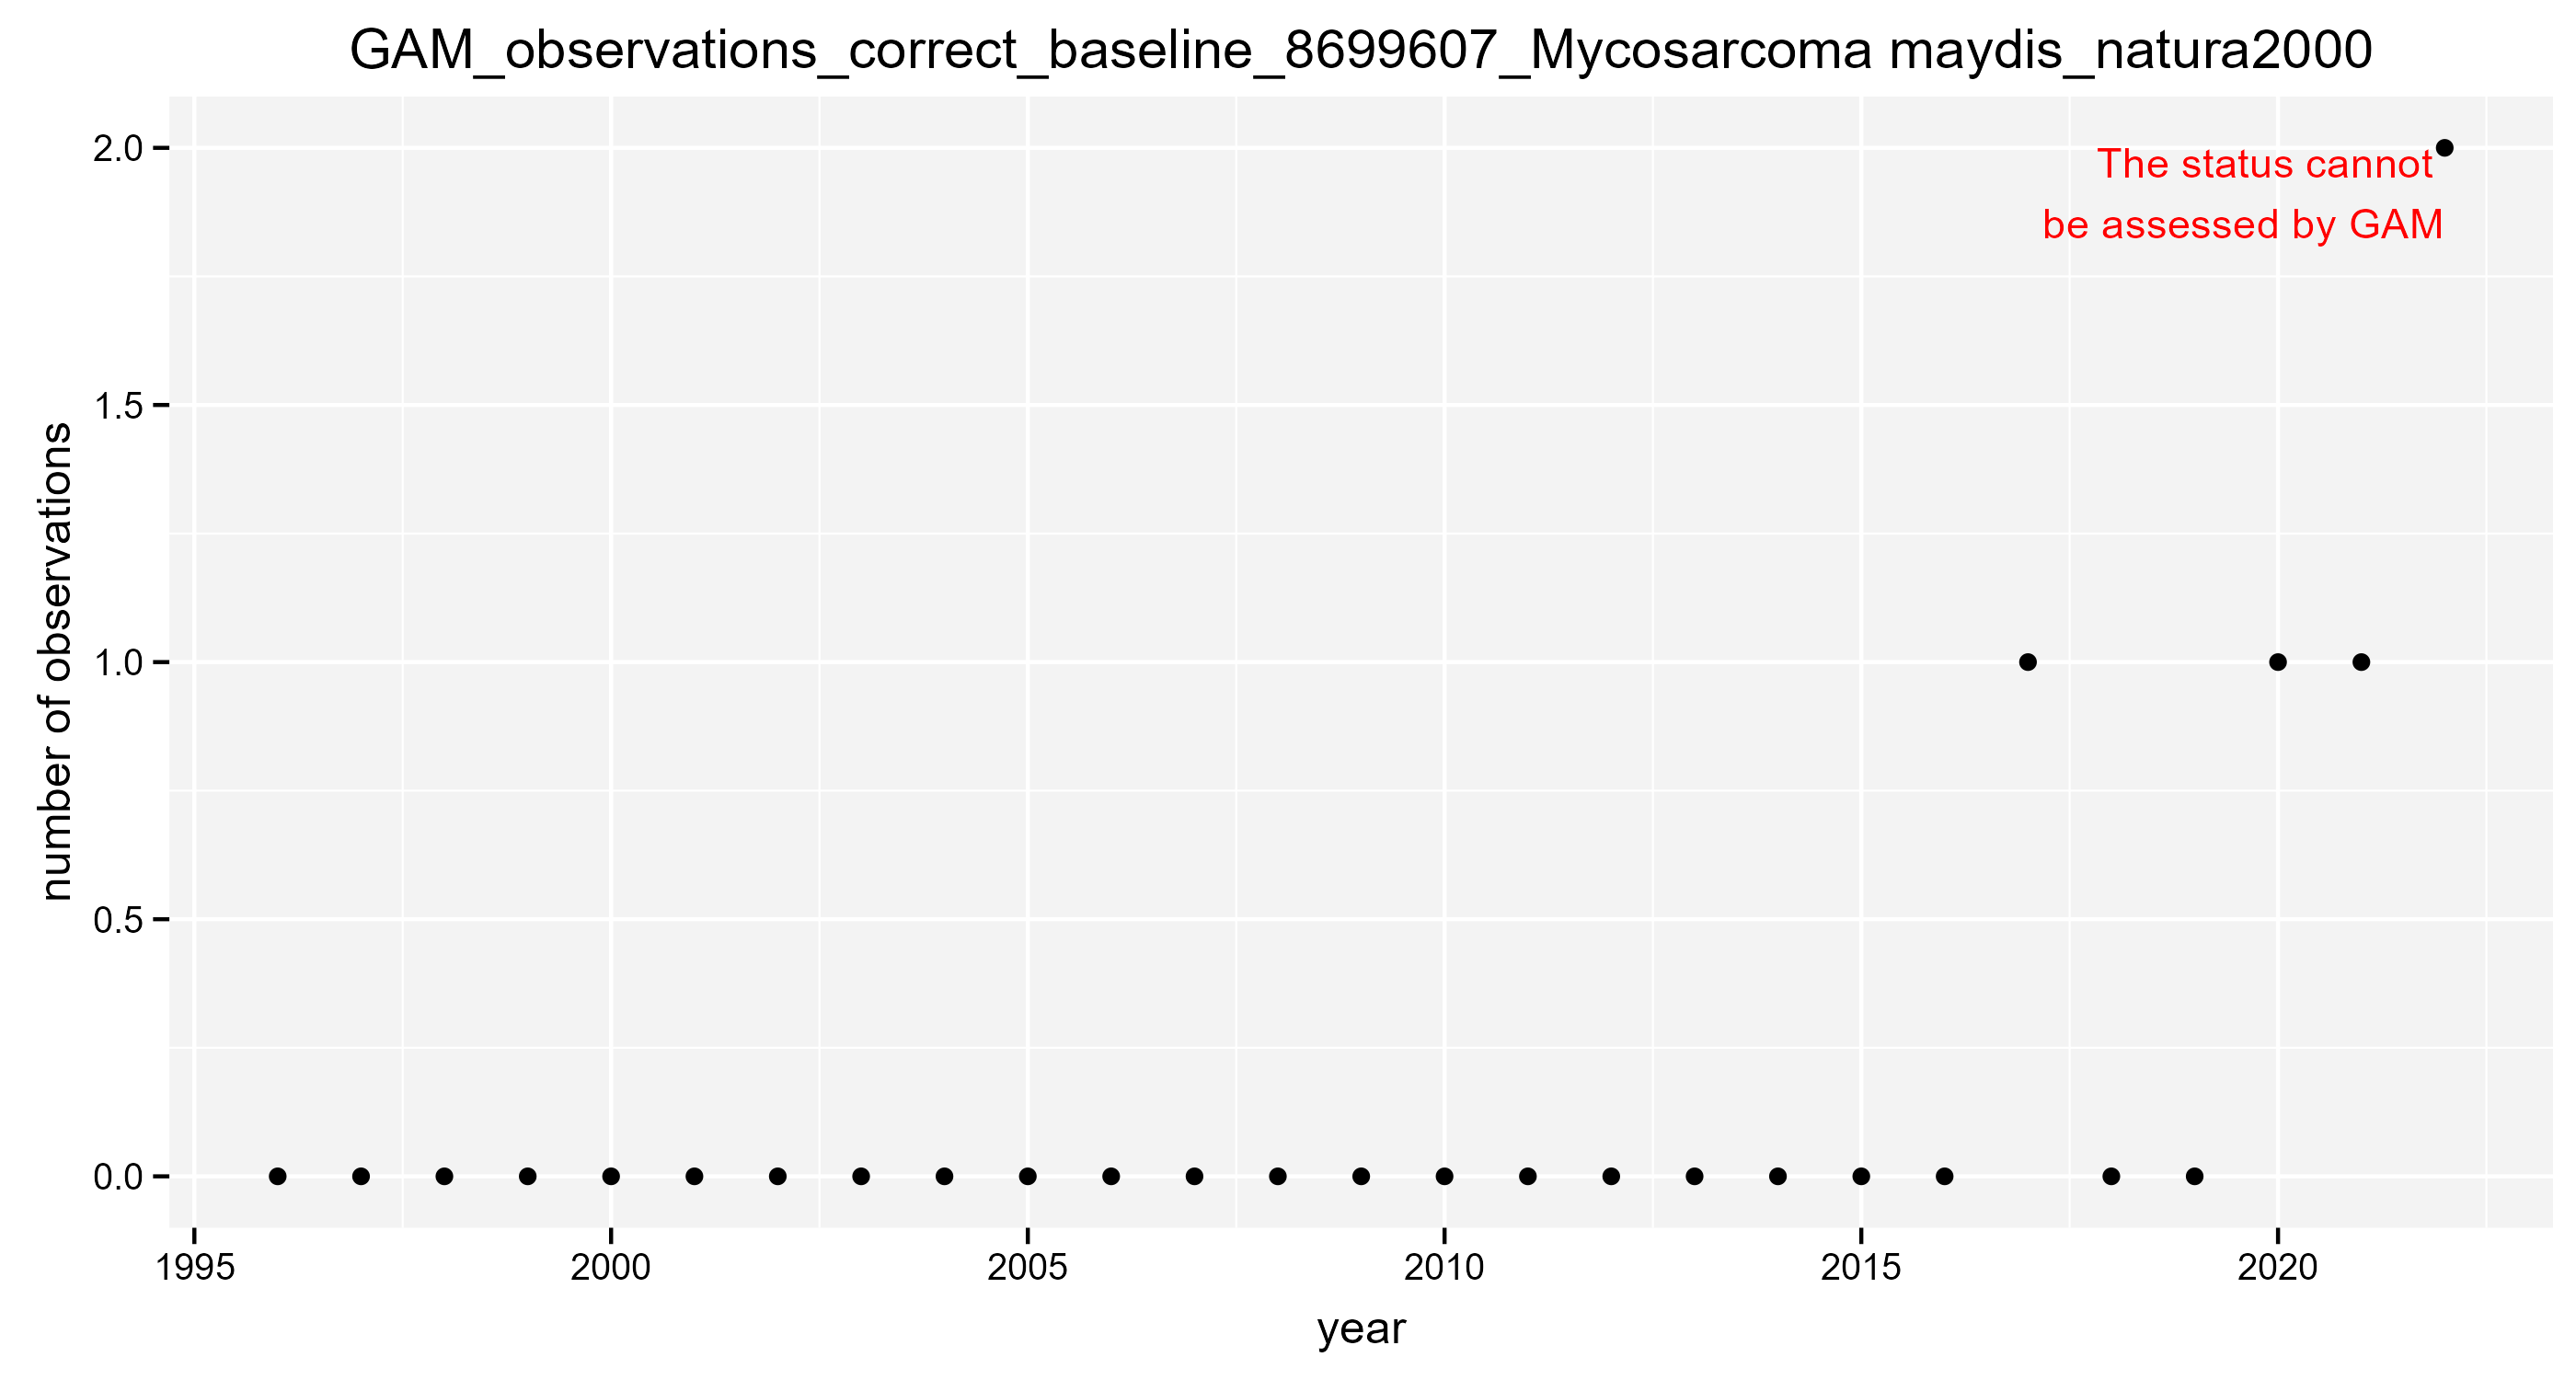 GAM_observations_correct_baseline_8699607_Mycosarcoma maydis_natura2000
2.0
The status cannot
be assessed by GAM
1.5
number of observations
1.0
0.5
0.0
1995 2000 2005 2010 2015 2020
year